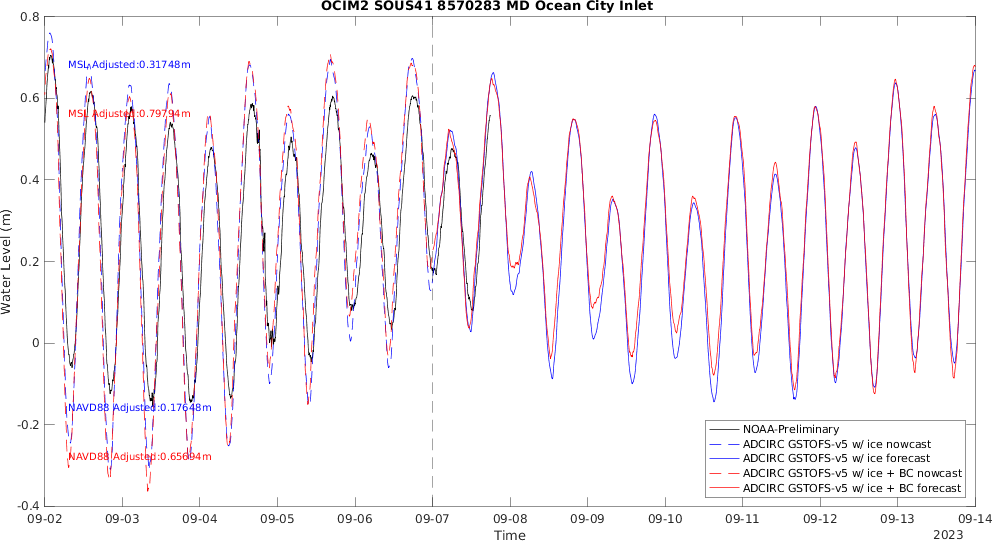 OCIM2 SOUS41 8570283 MD Ocean City Inlet
0.8
0.6
0.4
0.2
0
-0.2
-0.4
Water Level (m)
MSL Adjusted:0.31748m
MSL Adjusted:0.79794m
NAVD88 Adjusted:0.17648m
NAVD88 Adjusted:0.65694m
NOAA-Preliminary
ADCIRC GSTOFS-v5 w/ ice nowcast
ADCIRC GSTOFS-v5 w/ ice forecast
ADCIRC GSTOFS-v5 w/ ice + BC nowcast
ADCIRC GSTOFS-v5 w/ ice + BC forecast
09-02 09-03 09-04 09-05 09-06 09-07 09-08 09-09 09-10 09-11 09-12 09-13 09-14
Time
2023